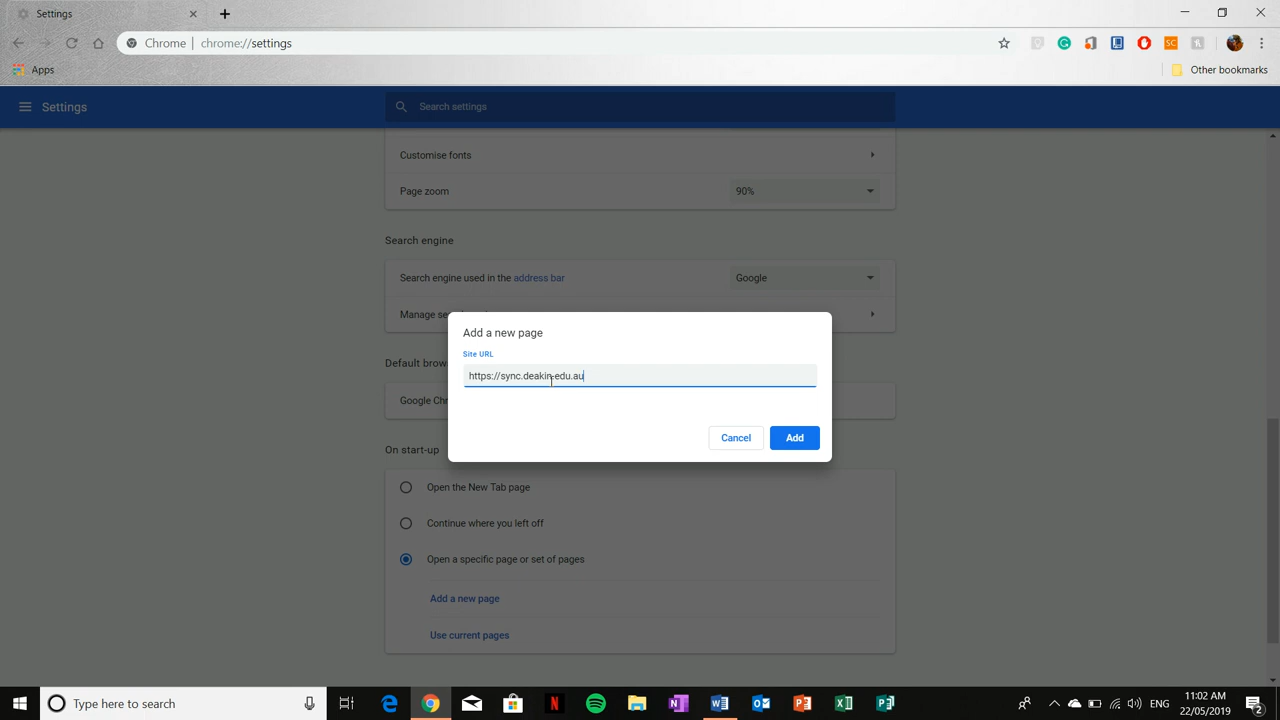 Settings
Chrome | chrome://settings
SC
Apps
Other bookmarks
Settings
Search settings
Customise fonts
Page zoom
90%
Search engine
Search engine used in the address bar
Google
Manage
Add a new page
Site URL
https://sync.deakin.edu.au
Default
Google
Cancel
Add
On start-up
Open the New Tab page
Continue where you left off
Open a specific page or set of pages
Add a new page
Use current pages
Type here to search
ENG
11:02 AM
22/05/2019
2